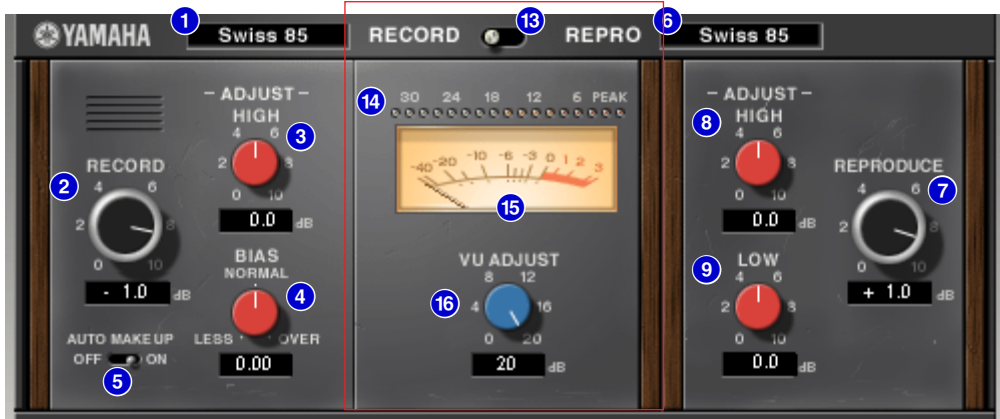 YAMAHA 1 Swiss 85 RECORD 13 REPRO 6 Swiss 85
- ADJUST -
HIGH
3
4 6
2 8
0 10
0.0 dB
2 RECORD
4 6
2 8
0 10
- 1.0 dB
BIAS
NORMAL
4
LESS OVER
0.00
AUTO MAKE UP
OFF ON
5
14 30 24 18 12 6 PEAK
-40 -20 -10 -6 -3 0 1 2 3
15
VU ADJUST
16
8 12
4 16
0 20
20 dB
- ADJUST -
8 HIGH
4 6
2 8
0 10
0.0 dB
9 LOW
4 6
2 8
0 10
0.0 dB
REPRODUCE
7
4 6
2 8
0 10
+ 1.0 dB